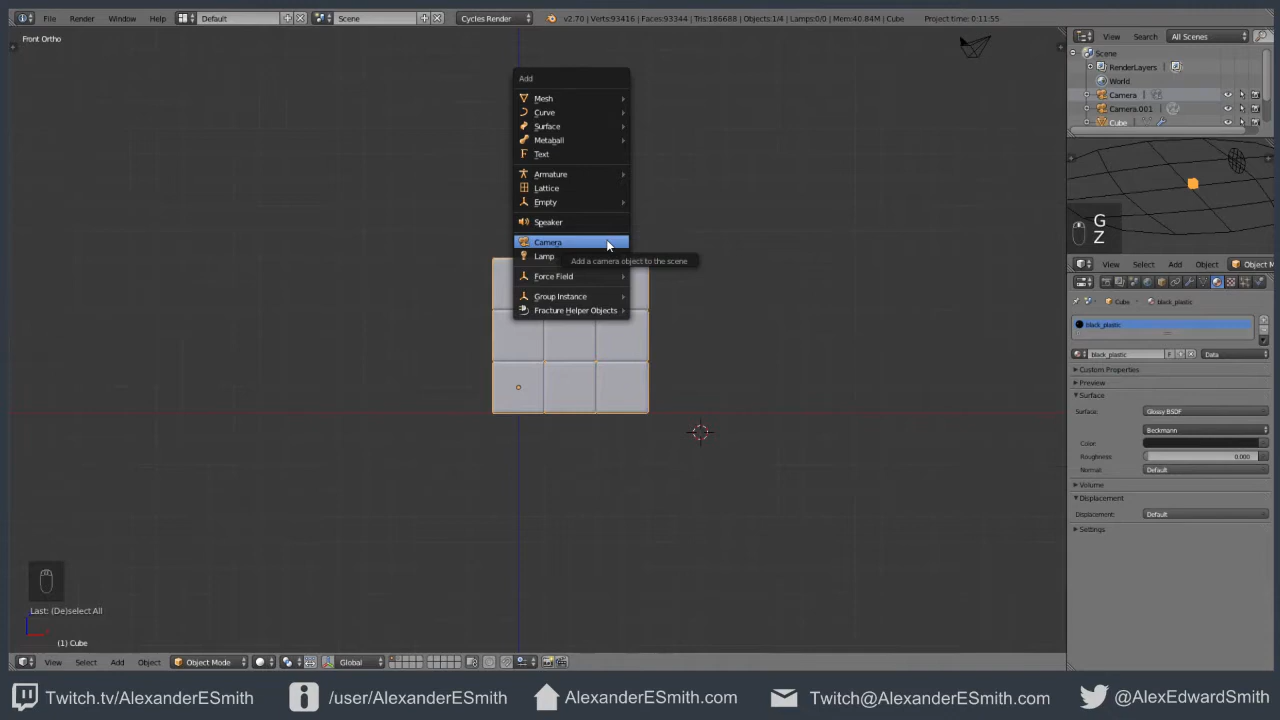 File Render Window Help Default Scene Cycles Render v2.70 | Verts:93416 | Faces:93344 | Tris:186688 | Objects:1/4 | Lamps:0/0 | Mem:40.84M | Cube Project time: 0:11:55
Front Ortho
View Search All Scenes
Scene
RenderLayers
World
Camera
Camera.001
Cube
Add
Mesh
Curve
Surface
Metaball
F Text
Armature
Lattice
Empty
Speaker
Camera
Lamp
Add a camera object to the scene
Force Field
Group Instance
Fracture Helper Objects
G
Z
View Select Add Object Object M
Cube black_plastic
black_plastic
black_plastic F Data
Custom Properties
Preview
Surface
Surface: Glossy BSDF
Beckmann
Color:
Roughness 0.000
Normal: Default
Volume
Displacement
Displacement: Default
Settings
Last: (De)select All
(1) Cube
View Select Add Object Object Mode Global
Twitch.tv/AlexanderESmith /user/AlexanderESmith AlexanderESmith.com Twitch@AlexanderESmith.com @AlexEdwardSmith